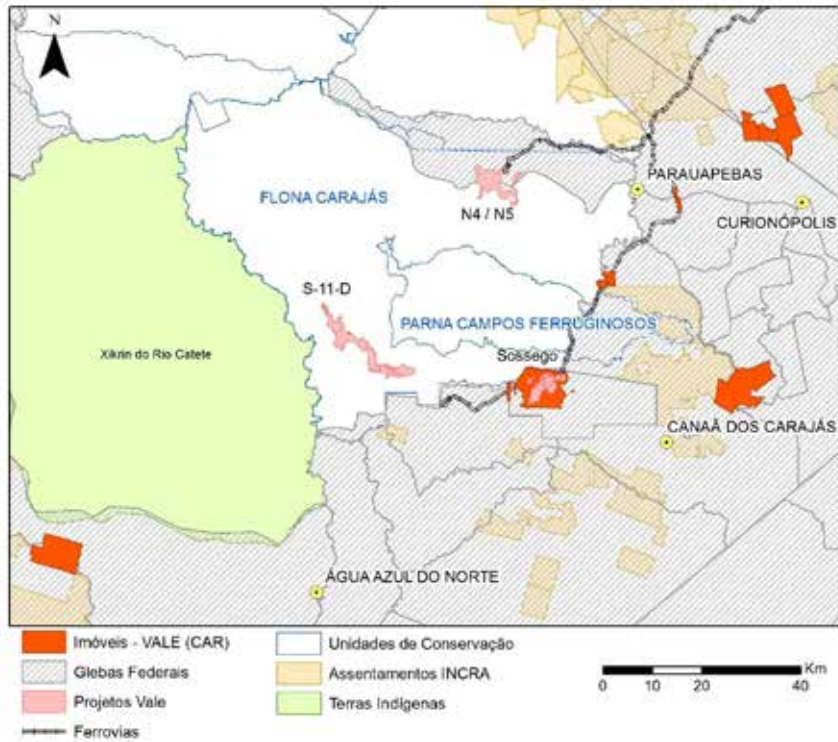 N
PARAUAPEBAS
FLONA CARAJÁS
N4 / N5
CURIONÓPOLIS
S-11-D
PARNA CAMPOS FERRUGINOSOS
Xikrin do Rio Catete
Sossego
CANAÃ DOS CARAJÁS
ÁGUA AZUL DO NORTE
Imóveis - VALE (CAR)
Unidades de Conservação
Glebas Federais
Assentamentos INCRA
Km
Projetos Vale
Terras Indígenas
0 10 20 40
Ferrovias